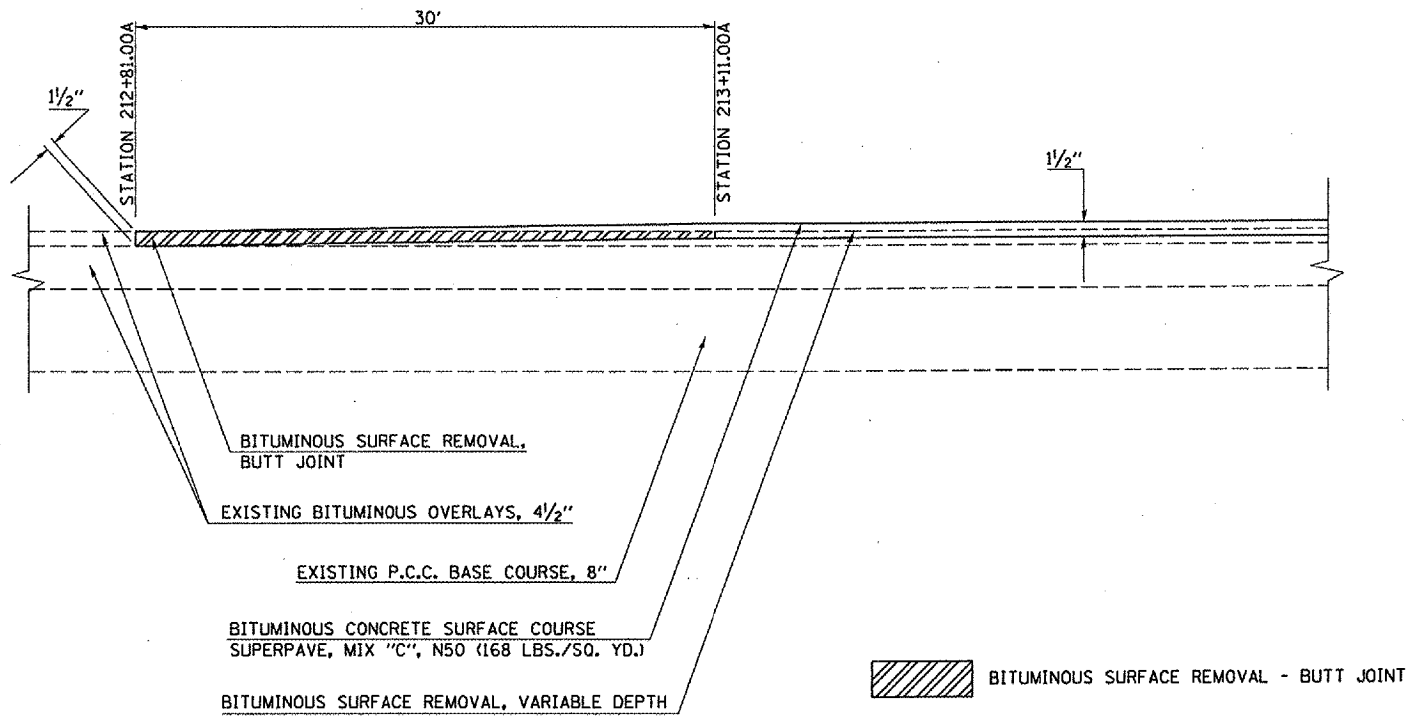 30'
STATION 212+81.00A
STATION 213+11.00A
1½"
1½"
BITUMINOUS SURFACE REMOVAL,
BUTT JOINT
EXISTING BITUMINOUS OVERLAYS, 4½"
EXISTING P.C.C. BASE COURSE, 8"
BITUMINOUS CONCRETE SURFACE COURSE
SUPERPAVE, MIX "C", N50 (168 LBS./SQ. YD.)
BITUMINOUS SURFACE REMOVAL, VARIABLE DEPTH
BITUMINOUS SURFACE REMOVAL - BUTT JOINT